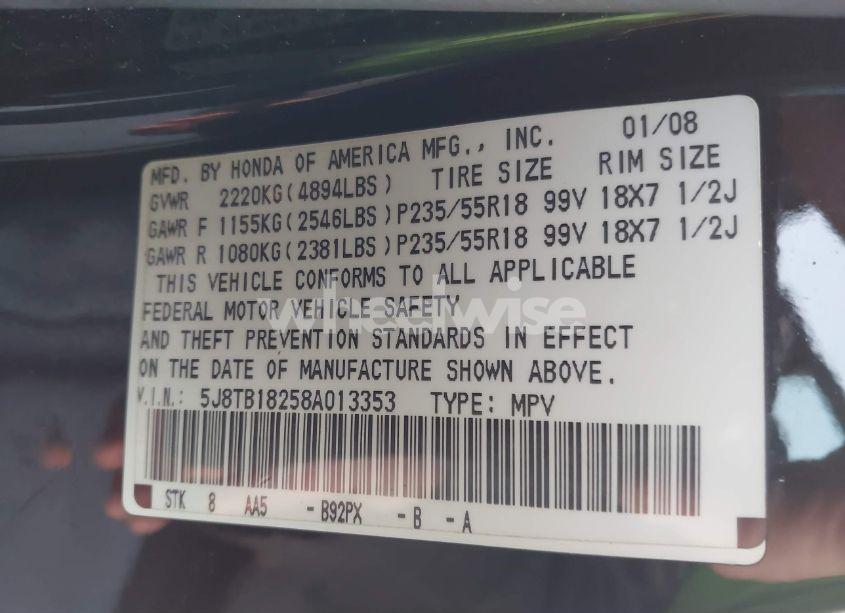 MFD. BY HONDA OF AMERICA MFG., INC. 01/08
GVWR 2220KG(4894LBS) TIRE SIZE RIM SIZE
GAWR F 1155KG(2546LBS)P235/55R18 99V 18X7 1/2J
GAWR R 1080KG(2381LBS)P235/55R18 99V 18X7 1/2J
THIS VEHICLE CONFORMS TO ALL APPLICABLE
FEDERAL MOTOR VEHICLE SAFETY
AND THEFT PREVENTION STANDARDS IN EFFECT
ON THE DATE OF MANUFACTURE SHOWN ABOVE.
V.I.N.: 5J8TB18258A013353 TYPE: MPV
STK 8 AA5 -B92PX -B -A
wheelwise